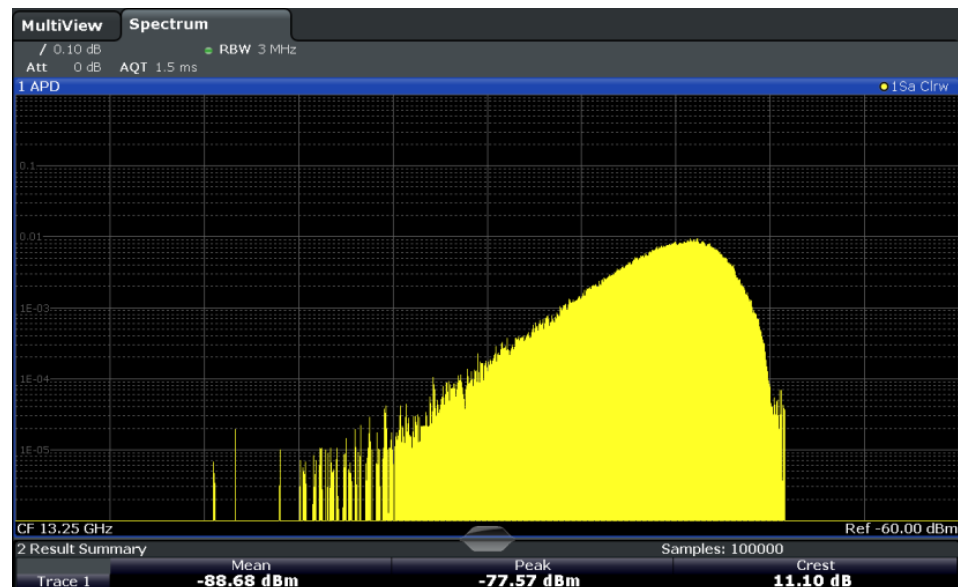 MultiView Spectrum
/ 0.10 dB RBW 3 MHz
Att 0 dB AQT 1.5 ms
1 APD 1Sa Clrw
0.1
0.01
1E-03
1E-04
1E-05
CF 13.25 GHz Ref -60.00 dBm
2 Result Summary Samples: 100000
Mean Peak Crest
Trace 1 -88.68 dBm -77.57 dBm 11.10 dB